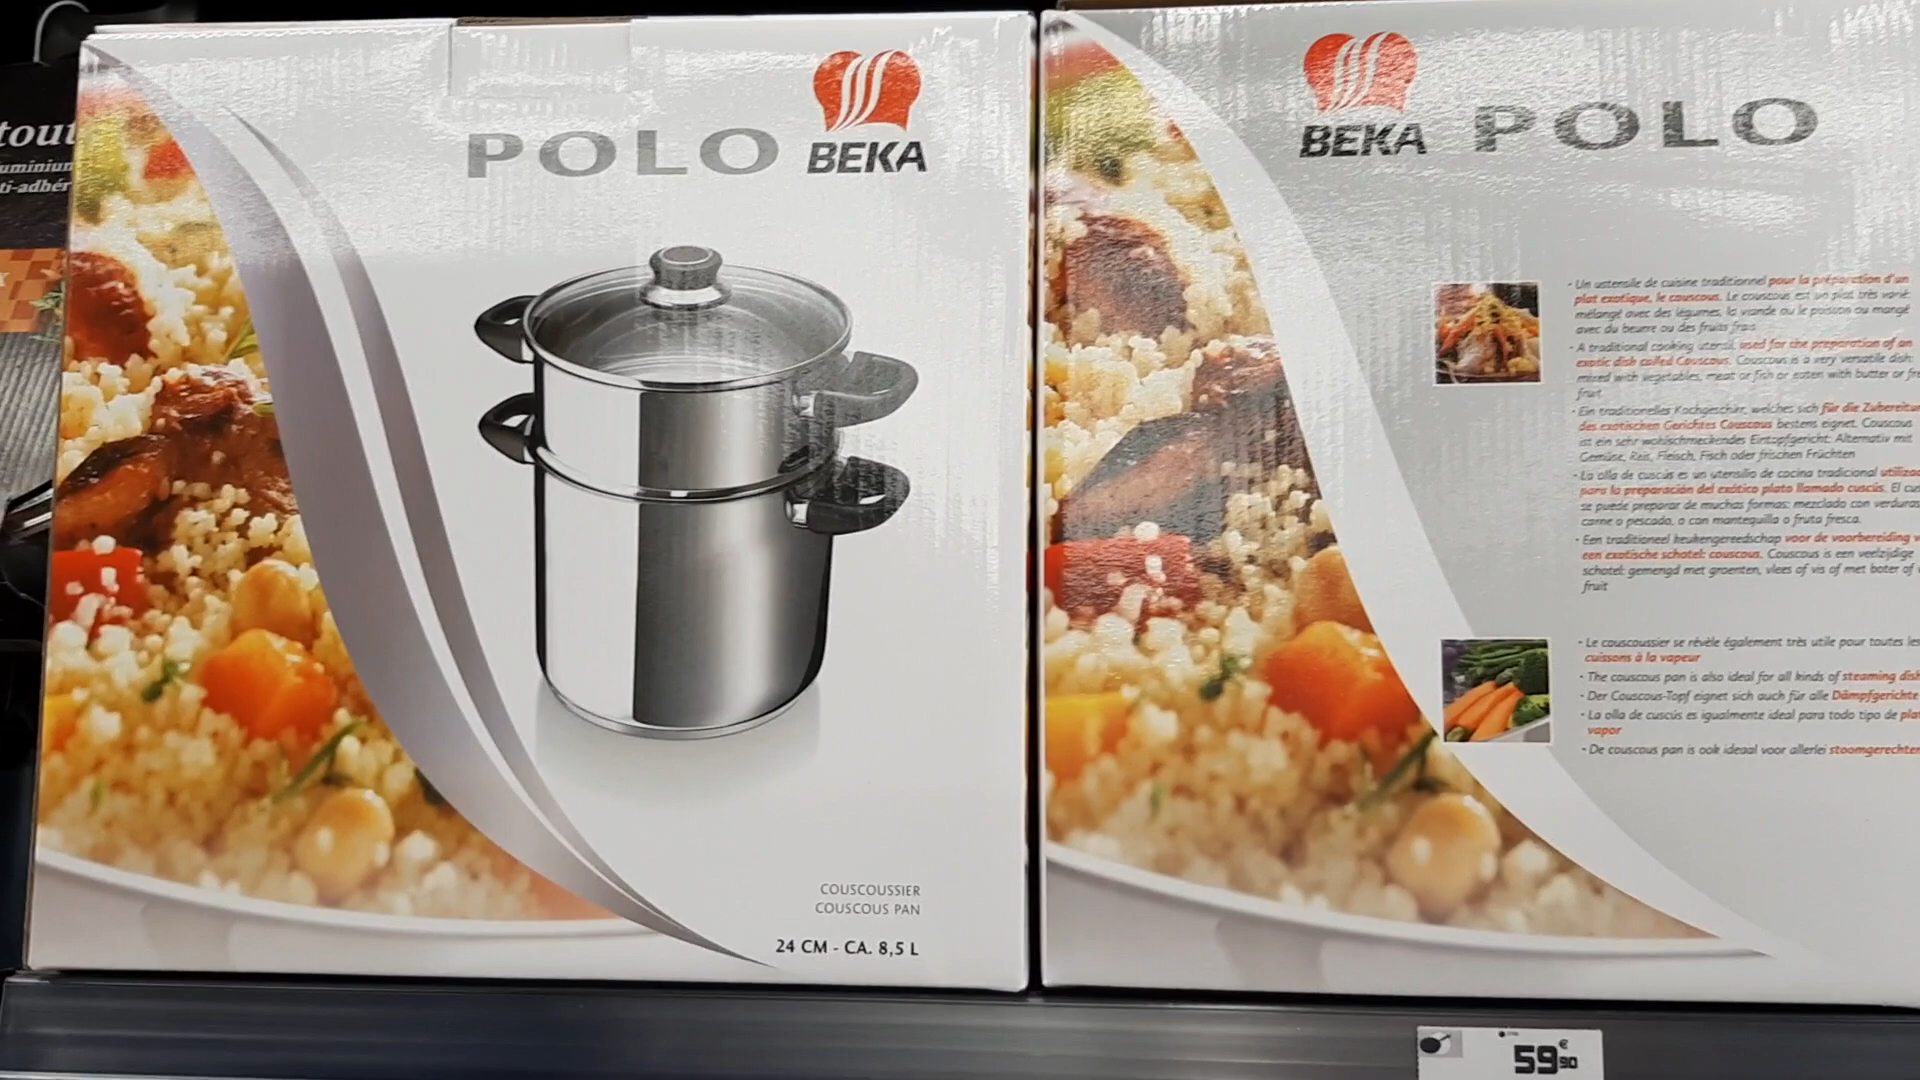 tout
ti-adhér
POLO
BEKA
COUSCOUSSIER
COUSCOUS PAN
24 CM - CA. 8,5 L
BEKA POLO
• Un ustensile de cuisine traditionnel pour la préparation d'un
plat exotique, le couscous. Le couscous est un plat très varié:
mélangé avec des légumes, la viande ou le poisson ou mangé
avec du beurre ou des fruits frais
• A traditional cooking utensil, used for the preparation of an
exotic dish called Couscous. Couscous is a very versatile dish:
mixed with vegetables, meat or fish or eaten with butter or
fruit
• Ein traditionelles Kochgeschirr, welches sich für die
des exotischen Gerichtes Couscous bestens eignet. Couscous
ist ein sehr wohlschmeckendes Eintopfgericht: Alternativ mit
Gemüse, Reis, Fleisch, Fisch oder frischen Früchten
• La olla de cuscús es un utensilio de cocina tradicional
para la preparación del exótico plato llamado cuscús. El
se puede preparar de muchas formas: mezclado con
carne o pescado, o con mantequilla o fruta fresca.
• Een traditioneel keukengereedschap voor de voorbereiding
een exotische schotel: couscous. Couscous is een veelzijdige
schotel: gemengd met groenten, vlees of vis of met boter of
fruit
• Le couscoussier se révèle également très utile pour toutes les
cuissons à la vapeur
• The couscous pan is also ideal for all kinds of steaming
• Der Couscous-Topf eignet sich auch für alle Dämpfgerichte
• La olla de cuscús es igualmente ideal para todo tipo de
vapor
• De couscous pan is ook ideaal voor allerlei stoomgerechten
59€90